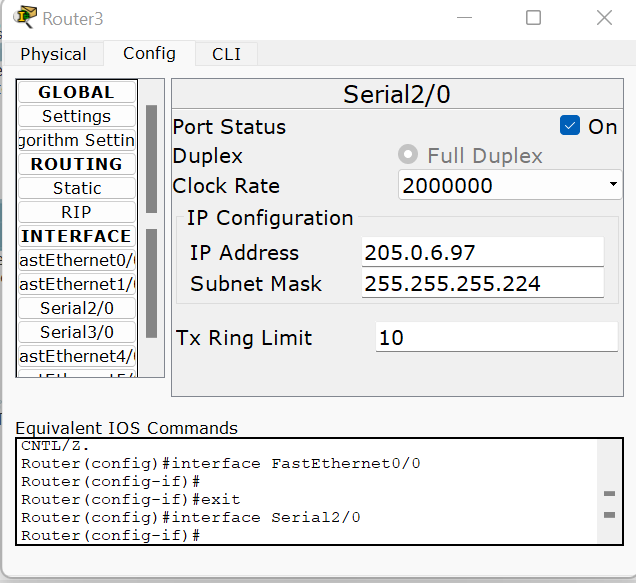 Router3
Physical Config CLI
GLOBAL
Settings
gorithm Settin
ROUTING
Static
RIP
INTERFACE
astEthernet0/
astEthernet1/
Serial2/0
Serial3/0
astEthernet4/
Serial2/0
Port Status On
Duplex Full Duplex
Clock Rate 2000000
IP Configuration
IP Address 205.0.6.97
Subnet Mask 255.255.255.224
Tx Ring Limit 10
Equivalent IOS Commands
CNTL/Z.
Router(config)#interface FastEthernet0/0
Router(config-if)#
Router(config-if)#exit
Router(config)#interface Serial2/0
Router(config-if)#